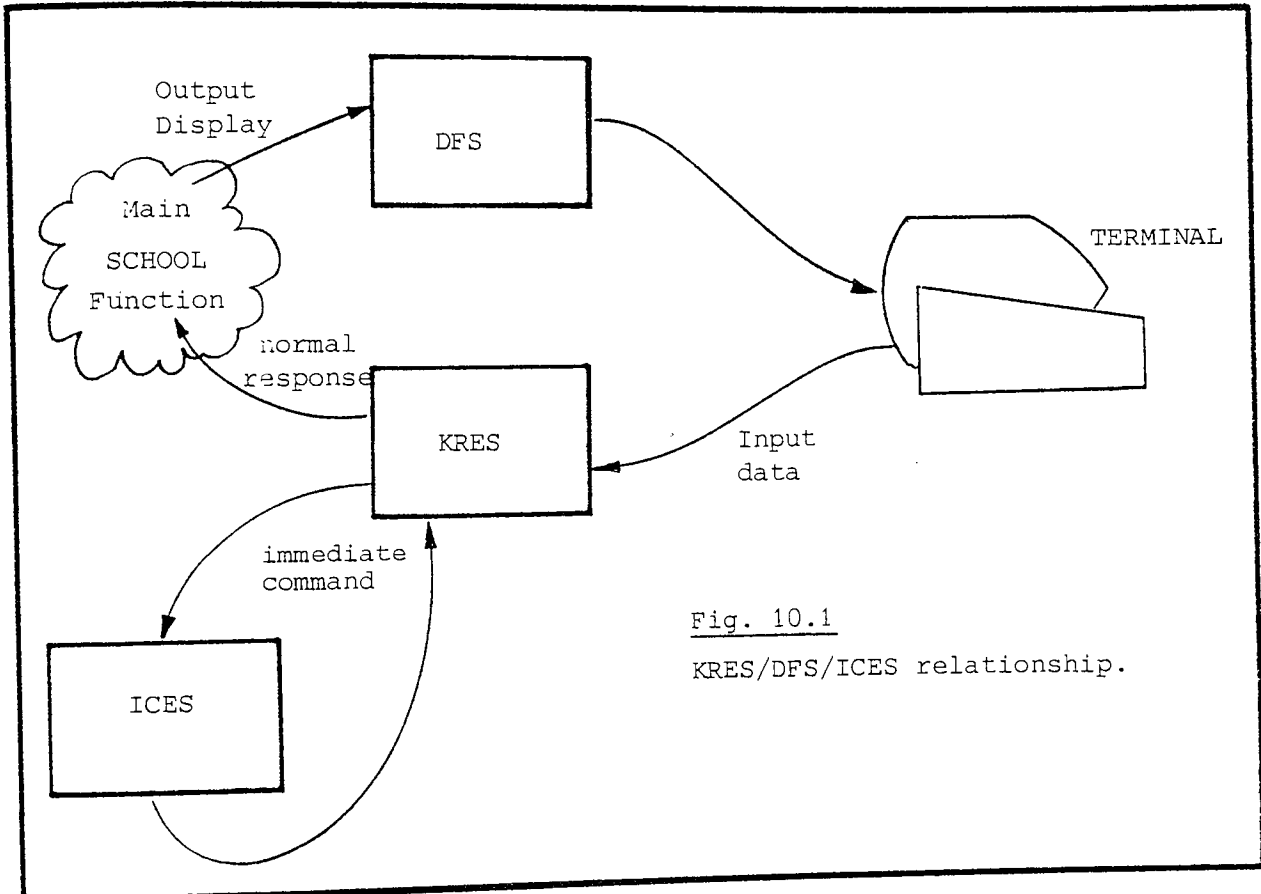 Output
Display
DFS
Main
SCHOOL
Function
TERMINAL
normal
response
KRES
Input
data
immediate
command
ICES
Fig. 10.1
KRES/DFS/ICES relationship.